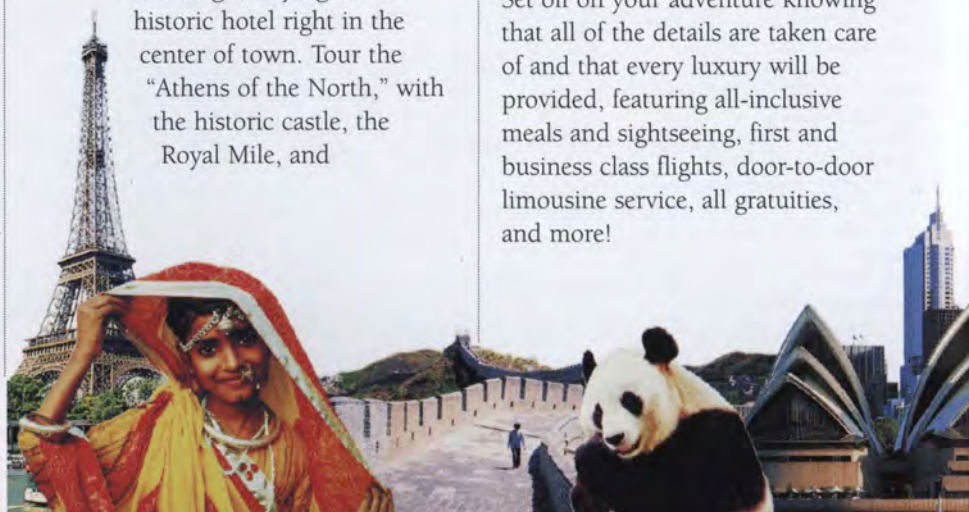 historic hotel right in the
center of town. Tour the
“Athens of the North,” with
the historic castle, the
Royal Mile, and
that all of the details are taken care
of and that every luxury will be
provided, featuring all-inclusive
meals and sightseeing, first and
business class flights, door-to-door
limousine service, all gratuities,
and more!